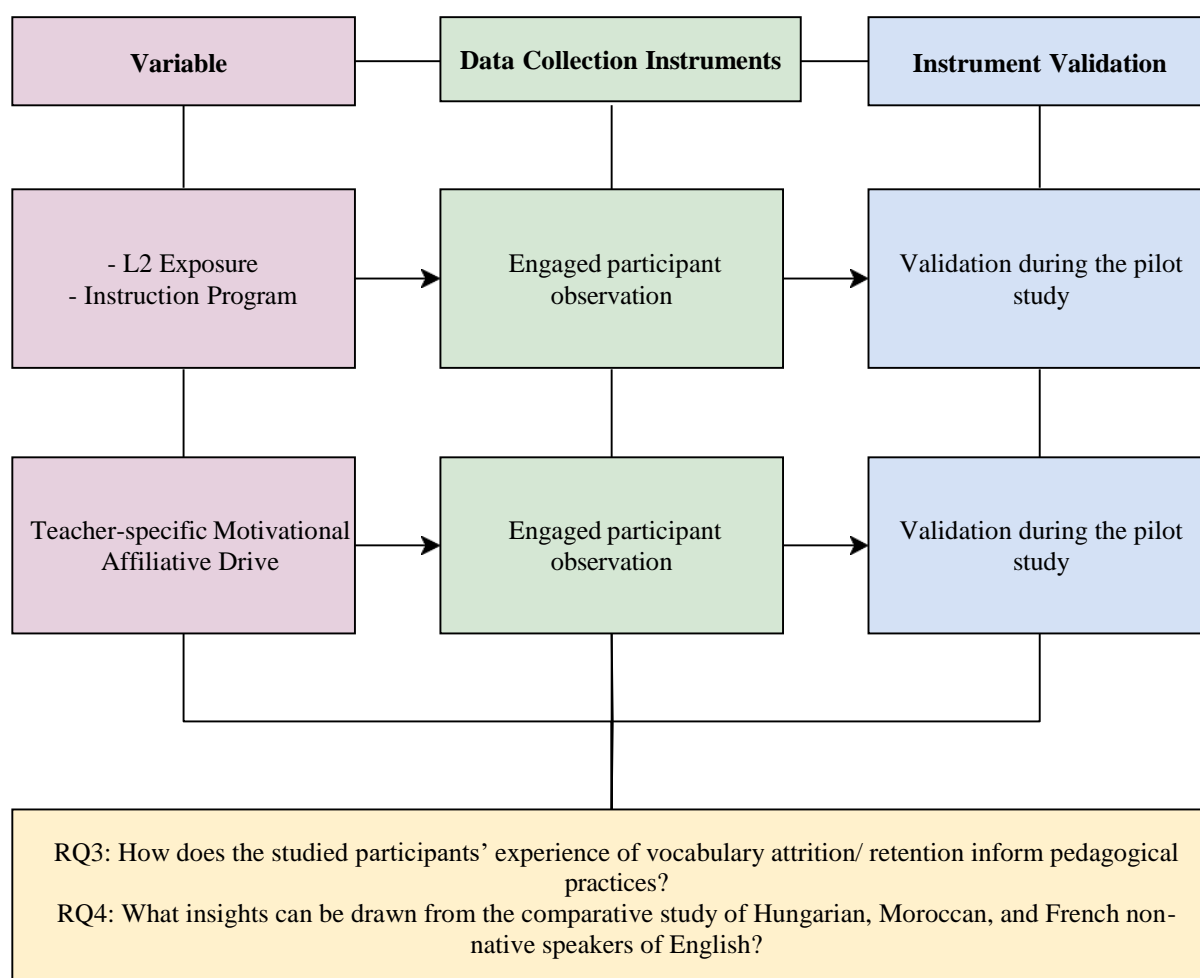 Variable
Data Collection Instruments
Instrument Validation
- L2 Exposure
- Instruction Program
Engaged participant
observation
Validation during the pilot
study
Teacher-specific Motivational
Affiliative Drive
Engaged participant
observation
Validation during the pilot
study
RQ3: How does the studied participants’ experience of vocabulary attrition/ retention inform pedagogical
practices?
RQ4: What insights can be drawn from the comparative study of Hungarian, Moroccan, and French non-
native speakers of English?